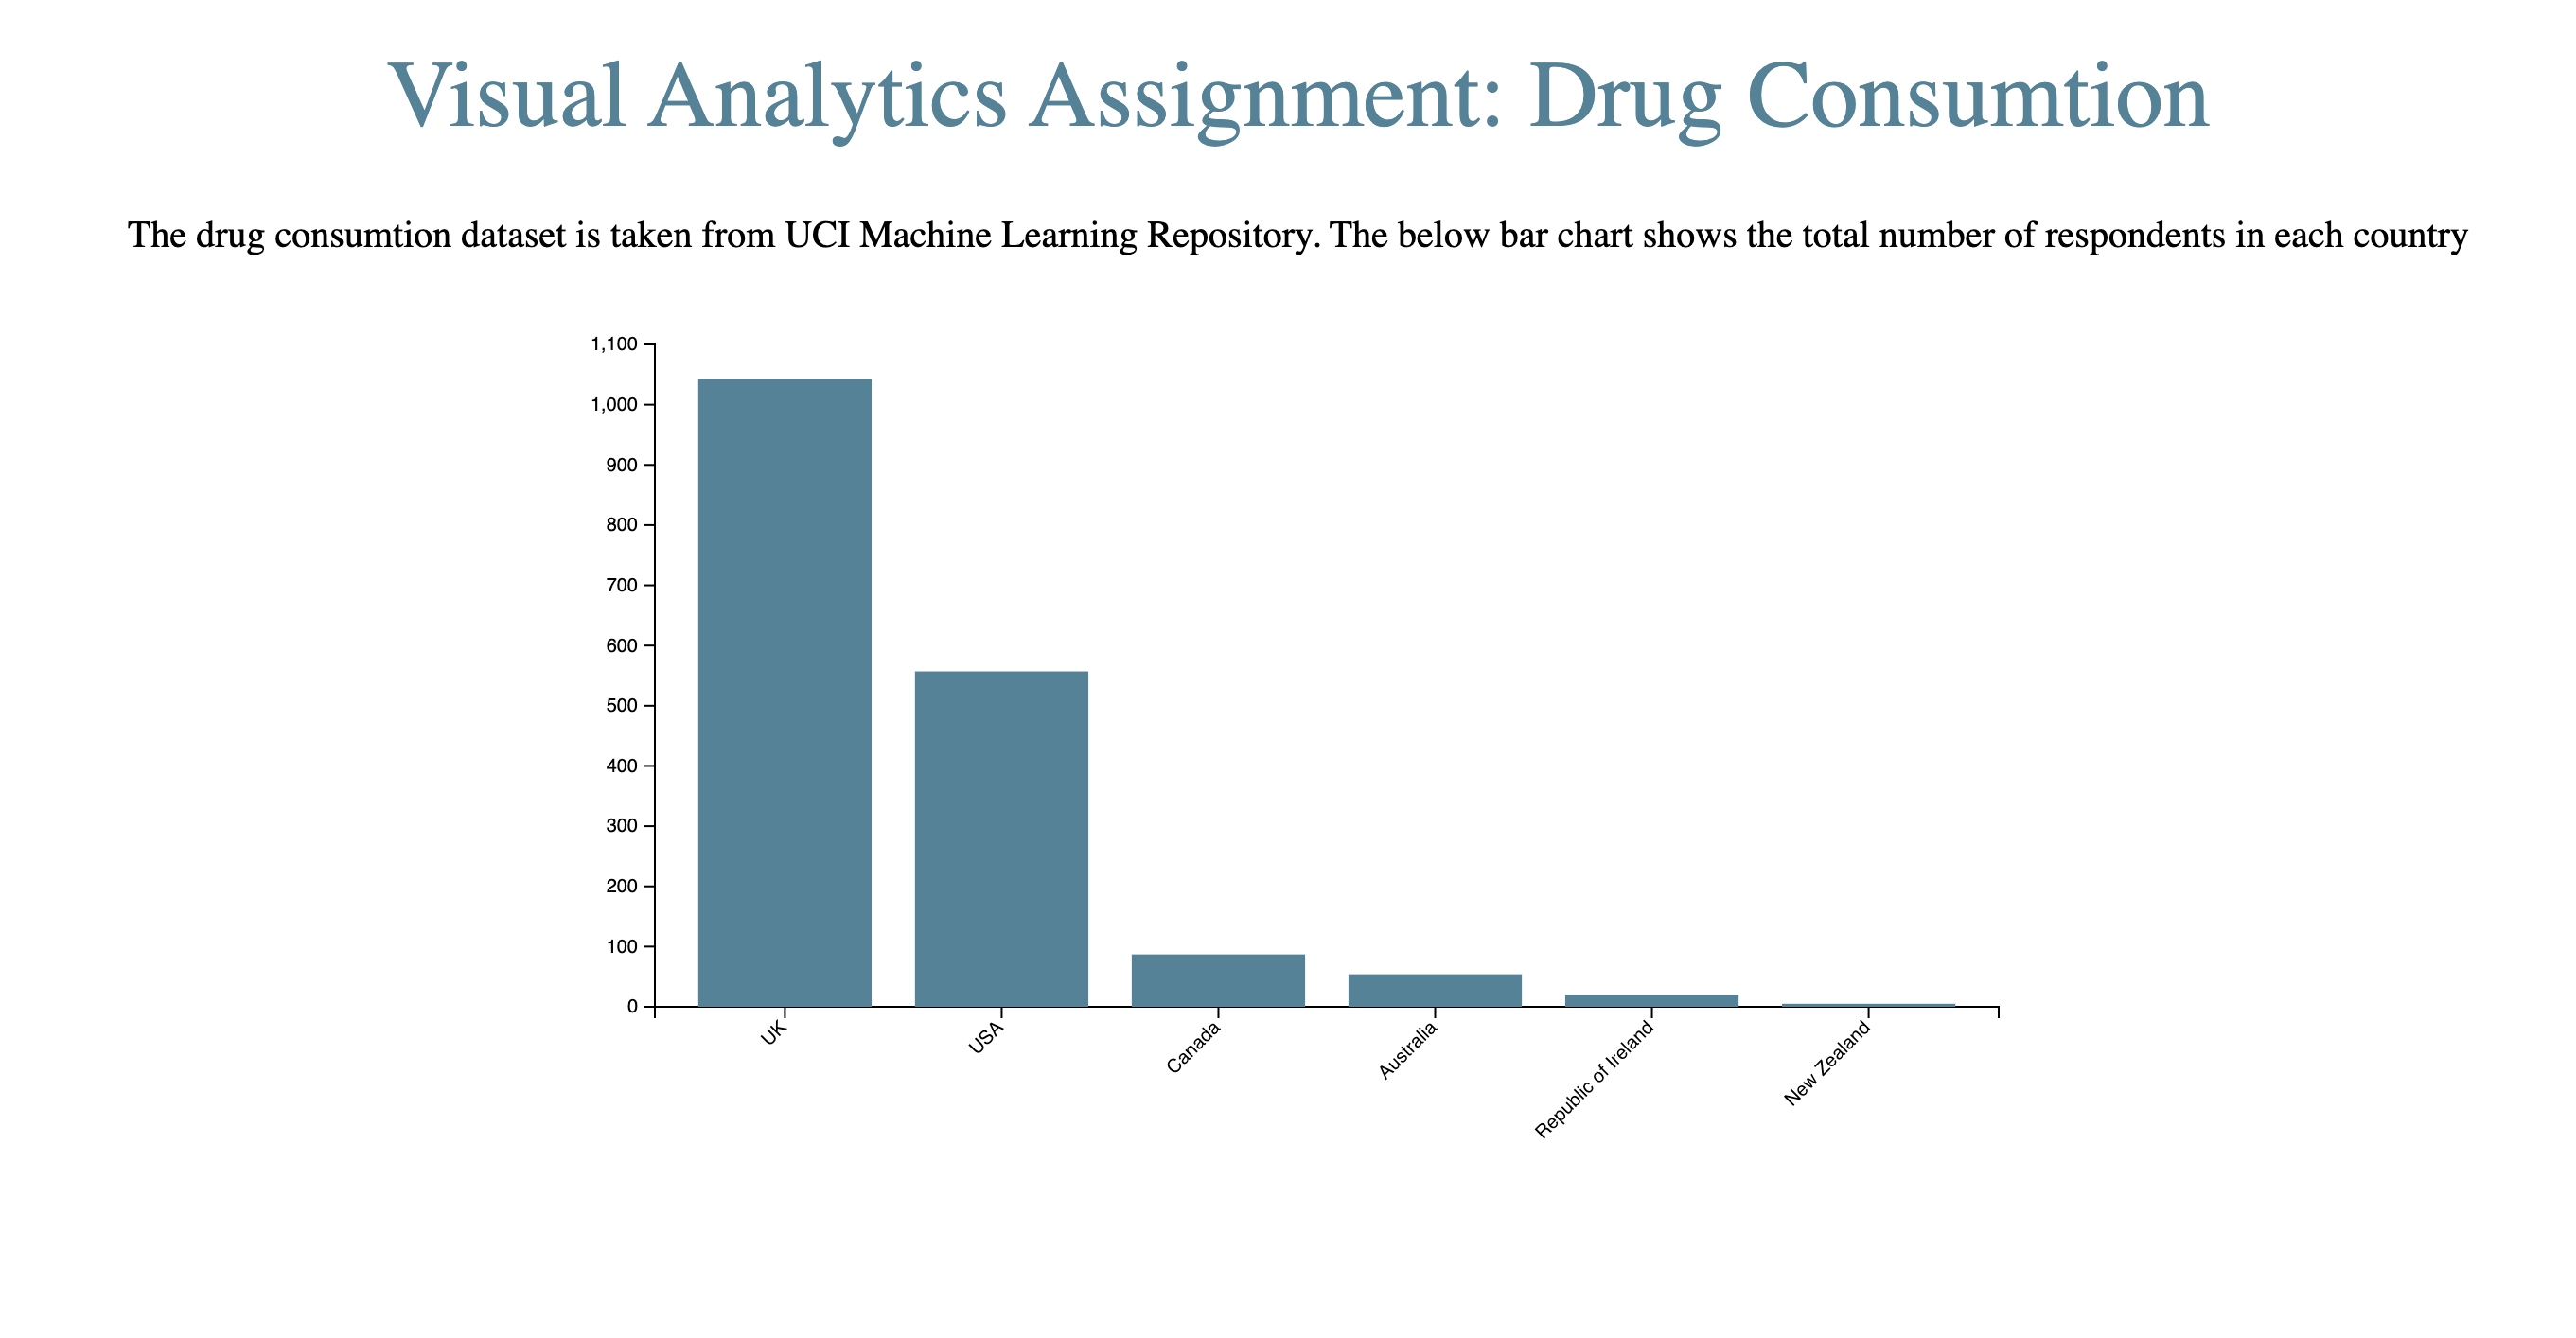 Visual Analytics Assignment: Drug Consumtion
The drug consumtion dataset is taken from UCI Machine Learning Repository. The below bar chart shows the total number of respondents in each country
1,100
1,000
900
800
700
600
500
400
300
200
100
0
UK
USA
Canada
Australia
Republic of Ireland
New Zealand